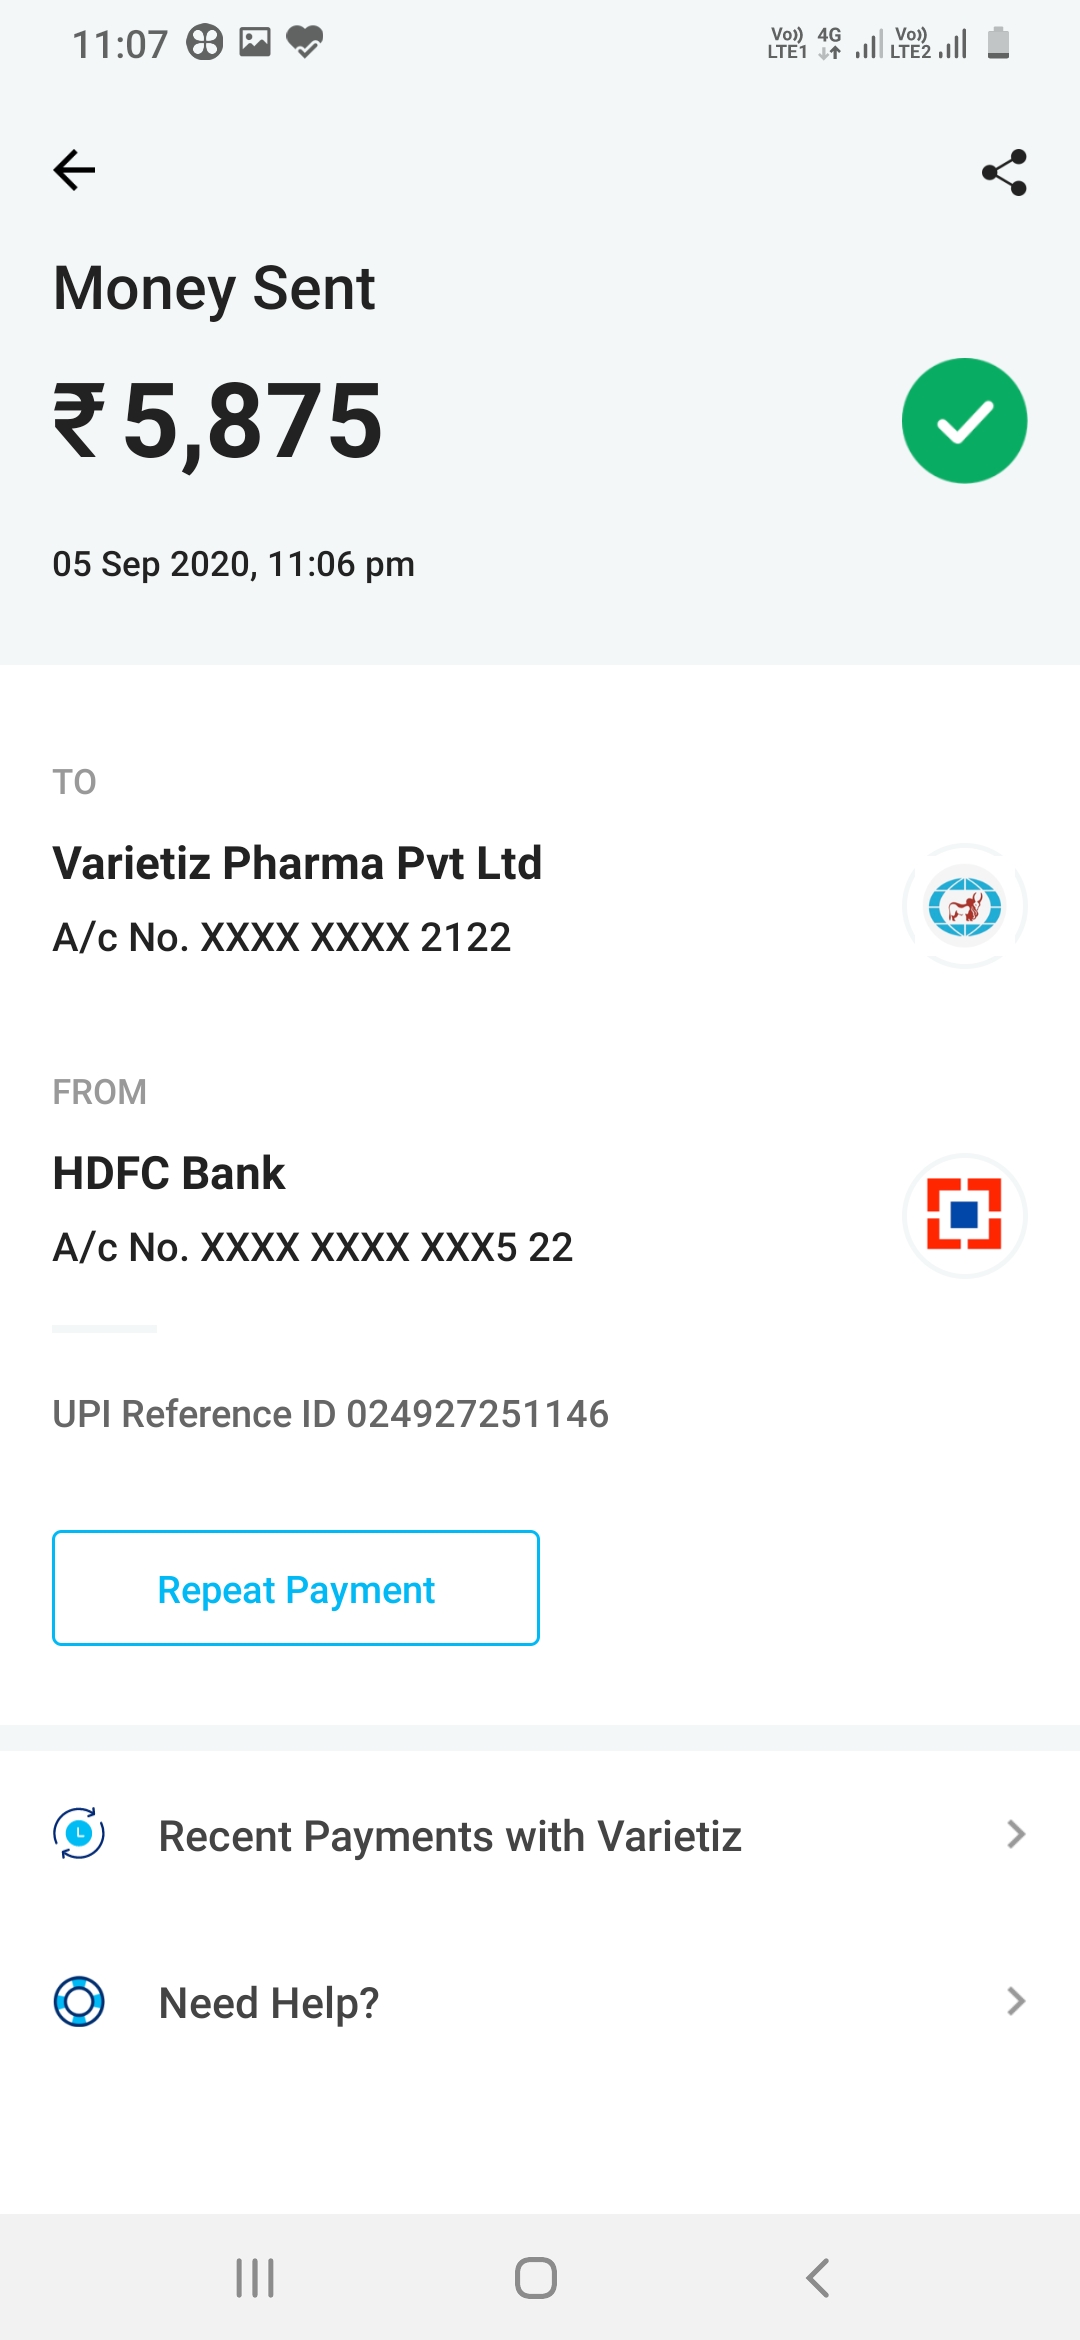 11:07 Vo)) LTE1 4G Vo)) LTE2
Money Sent
₹5,875
05 Sep 2020, 11:06 pm
TO
Varietiz Pharma Pvt Ltd
A/c No. XXXX XXXX 2122
FROM
HDFC Bank
A/c No. XXXX XXXX XXX5 22
UPI Reference ID 024927251146
Repeat Payment
Recent Payments with Varietiz
Need Help?